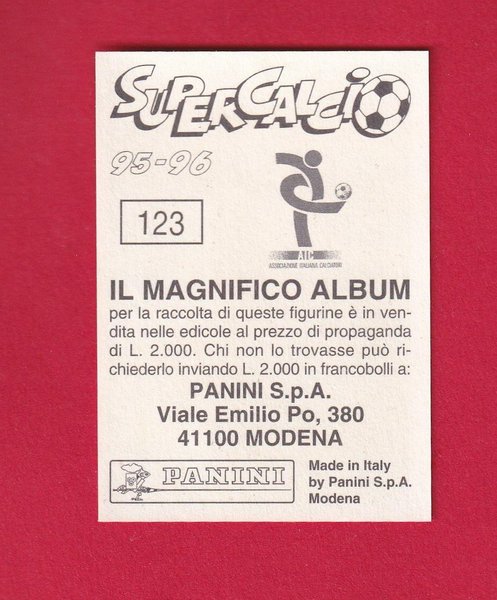 SUPERCALCIO
95-96
123
AIC
ASSOCIAZIONE ITALIANA CALCIATORI
IL MAGNIFICO ALBUM
per la raccolta di queste figurine è in ven-
dita nelle edicole al prezzo di propaganda
di L. 2.000. Chi non lo trovasse può ri-
chiederlo inviando L. 2.000 in francobolli a:
PANINI S.p.A.
Viale Emilio Po, 380
41100 MODENA
PANINI
Made in Italy
by Panini S.p.A.
Modena